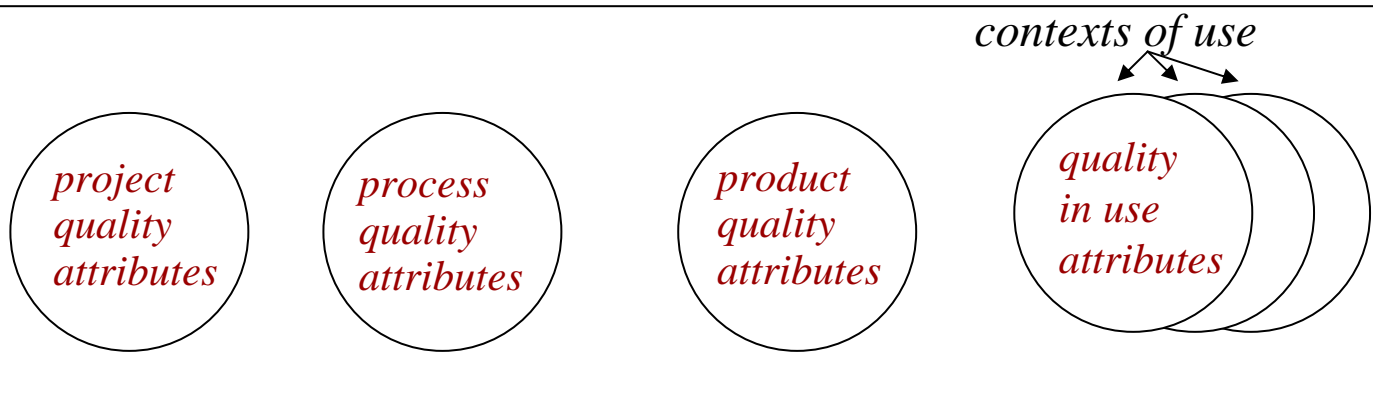 contexts of use
project
quality
attributes
process
quality
attributes
product
quality
attributes
quality
in use
attributes